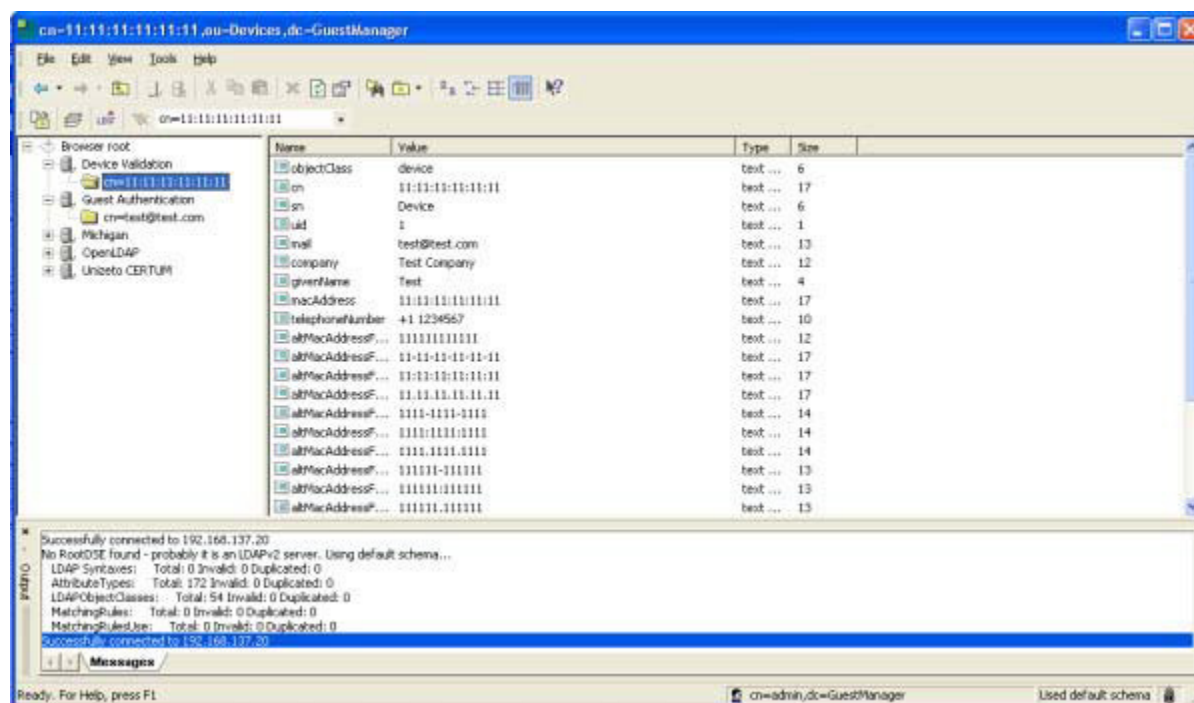 cn=11:11:11:11:11:11,ou=Devices,dc=GuestManager
File Edit View Tools Help
cn=11:11:11:11:11:11
Browser root
Device Validation
cn=11:11:11:11:11:11
Guest Authentication
cn=test@test.com
Michigan
OpenLDAP
Unizeto CERTUM
Name Value Type Size
objectClass device text ... 6
cn 11:11:11:11:11:11 text ... 17
sn Device text ... 6
uid 1 text ... 1
mail test@test.com text ... 13
company Test Company text ... 12
givenName Test text ... 4
macAddress 11:11:11:11:11:11 text ... 17
telephoneNumber +1 1234567 text ... 10
altMacAddressF... 111111111111 text ... 12
altMacAddressF... 11-11-11-11-11-11 text ... 17
altMacAddressF... 11:11:11:11:11:11 text ... 17
altMacAddressF... 11.11.11.11.11.11 text ... 17
altMacAddressF... 1111-1111-1111 text ... 14
altMacAddressF... 1111:1111:1111 text ... 14
altMacAddressF... 1111.1111.1111 text ... 14
altMacAddressF... 111111-111111 text ... 13
altMacAddressF... 111111:111111 text ... 13
altMacAddressF... 111111.111111 text ... 13
Output
Successfully connected to 192.168.137.20
No RootDSE found - probably it is an LDAPv2 server. Using default schema...
LDAP Syntaxes: Total: 0 Invalid: 0 Duplicated: 0
AttributeTypes: Total: 172 Invalid: 0 Duplicated: 0
LDAPObjectClasses: Total: 54 Invalid: 0 Duplicated: 0
MatchingRules: Total: 0 Invalid: 0 Duplicated: 0
MatchingRulesUse: Total: 0 Invalid: 0 Duplicated: 0
Successfully connected to 192.168.137.20
Messages
Ready. For Help, press F1 cn=admin,dc=GuestManager Used default schema